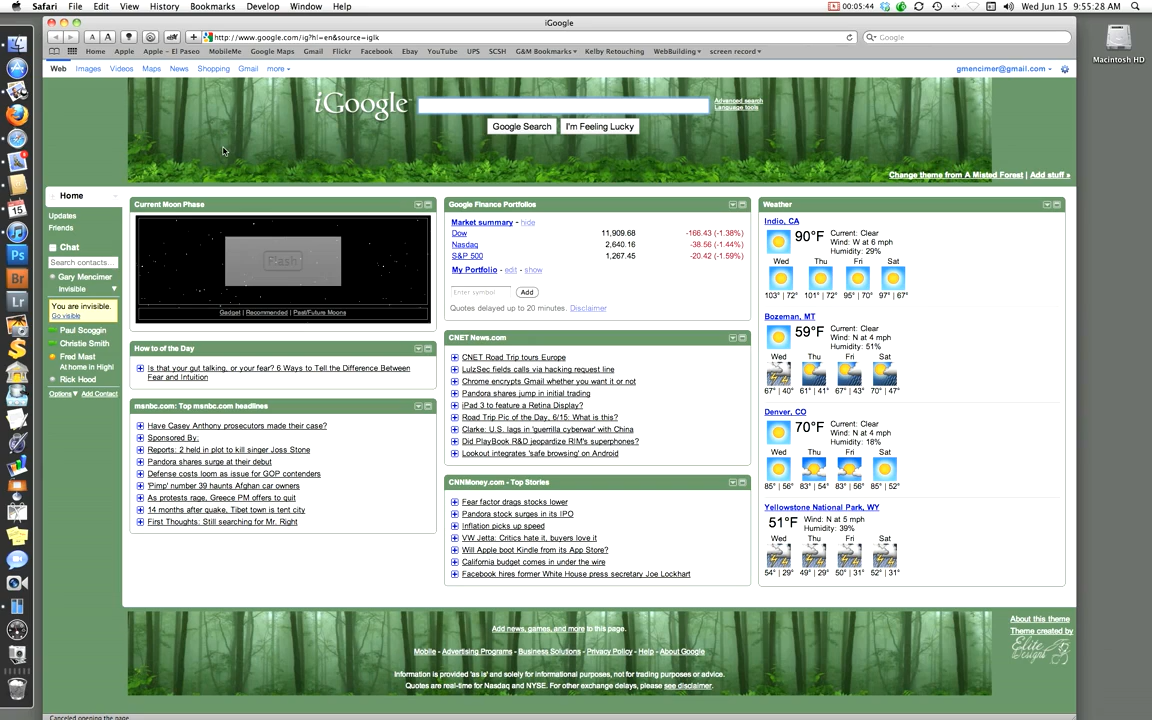 Safari File Edit View History Bookmarks Develop Window Help 00:05:44 Wed Jun 15 9:55:28 AM
iGoogle
A A + http://www.google.com/ig?hl=en&source=iglk Google
Home Apple Apple – El Paseo MobileMe Google Maps Gmail Flickr Facebook Ebay YouTube UPS SCSH G&M Bookmarks Kelby Retouching WebBuilding screen record
Macintosh HD
Web Images Videos Maps News Shopping Gmail more gmencimer@gmail.com
iGoogle
Advanced search
Language tools
Google Search I'm Feeling Lucky
Change theme from A Misted Forest | Add stuff »
Home
Updates
Friends
Chat
Search contacts...
Gary Mencimer
Invisible
You are invisible.
Go visible
Paul Scoggin
Christie Smith
Fred Mast
At home in Highl
Rick Hood
Options Add Contact
Current Moon Phase
Flash
Gadget | Recommended | Past/Future Moons
How to of the Day
Is that your gut talking, or your fear? 6 Ways to Tell the Difference Between
Fear and Intuition
msnbc.com: Top msnbc.com headlines
Have Casey Anthony prosecutors made their case?
Sponsored By:
Reports: 2 held in plot to kill singer Joss Stone
Pandora shares surge at their debut
Defense costs loom as issue for GOP contenders
'Pimp' number 39 haunts Afghan car owners
As protests rage, Greece PM offers to quit
14 months after quake, Tibet town is tent city
First Thoughts: Still searching for Mr. Right
Google Finance Portfolios
Market summary - hide
Dow 11,909.68 -166.43 (-1.38%)
Nasdaq 2,640.16 -38.56 (-1.44%)
S&P 500 1,267.45 -20.42 (-1.59%)
My Portfolio - edit - show
Enter symbol Add
Quotes delayed up to 20 minutes. Disclaimer
CNET News.com
CNET Road Trip tours Europe
LulzSec fields calls via hacking request line
Chrome encrypts Gmail whether you want it or not
Pandora shares jump in initial trading
iPad 3 to feature a Retina Display?
Road Trip Pic of the Day, 6/15: What is this?
Clarke: U.S. lags in 'guerrilla cyberwar' with China
Did PlayBook R&D jeopardize RIM's superphones?
Lookout integrates 'safe browsing' on Android
CNNMoney.com - Top Stories
Fear factor drags stocks lower
Pandora stock surges in its IPO
Inflation picks up speed
VW Jetta: Critics hate it, buyers love it
Will Apple boot Kindle from its App Store?
California budget comes in under the wire
Facebook hires former White House press secretary Joe Lockhart
Weather
Indio, CA
90°F Current: Clear
Wind: W at 6 mph
Humidity: 29%
Wed Thu Fri Sat
103° | 72° 101° | 72° 95° | 70° 97° | 67°
Bozeman, MT
59°F Current: Clear
Wind: N at 4 mph
Humidity: 51%
Wed Thu Fri Sat
67° | 40° 61° | 41° 67° | 43° 70° | 47°
Denver, CO
70°F Current: Clear
Wind: N at 4 mph
Humidity: 18%
Wed Thu Fri Sat
85° | 56° 83° | 54° 83° | 56° 85° | 52°
Yellowstone National Park, WY
51°F Wind: N at 5 mph
Humidity: 39%
Wed Thu Fri Sat
54° | 29° 49° | 29° 50° | 31° 52° | 31°
Add news, games, and more to this page.
Mobile - Advertising Programs - Business Solutions - Privacy Policy - Help - About Google
Information is provided 'as is' and solely for informational purposes, not for trading purposes or advice.
Quotes are real-time for Nasdaq and NYSE. For other exchange delays, please see disclaimer.
About this theme
Theme created by
Elite Designs
Canceled opening the page
Ps
Br
Lr
15